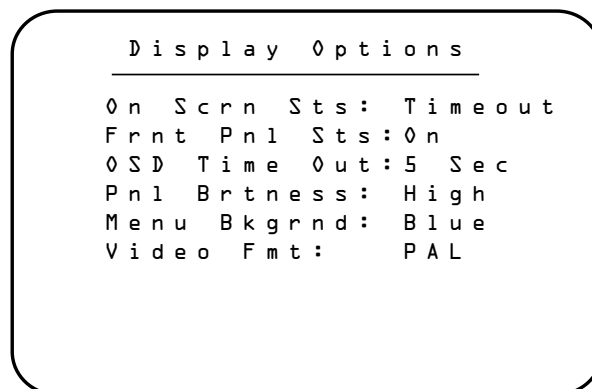 Display Options
On Scrn Sts: Timeout
Frnt Pnl Sts:On
OSD Time Out:5 Sec
Pnl Brtness: High
Menu Bkgrnd: Blue
Video Fmt: PAL